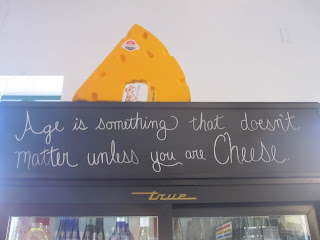 Age is something that doesn't
matter unless you are Cheese.
true